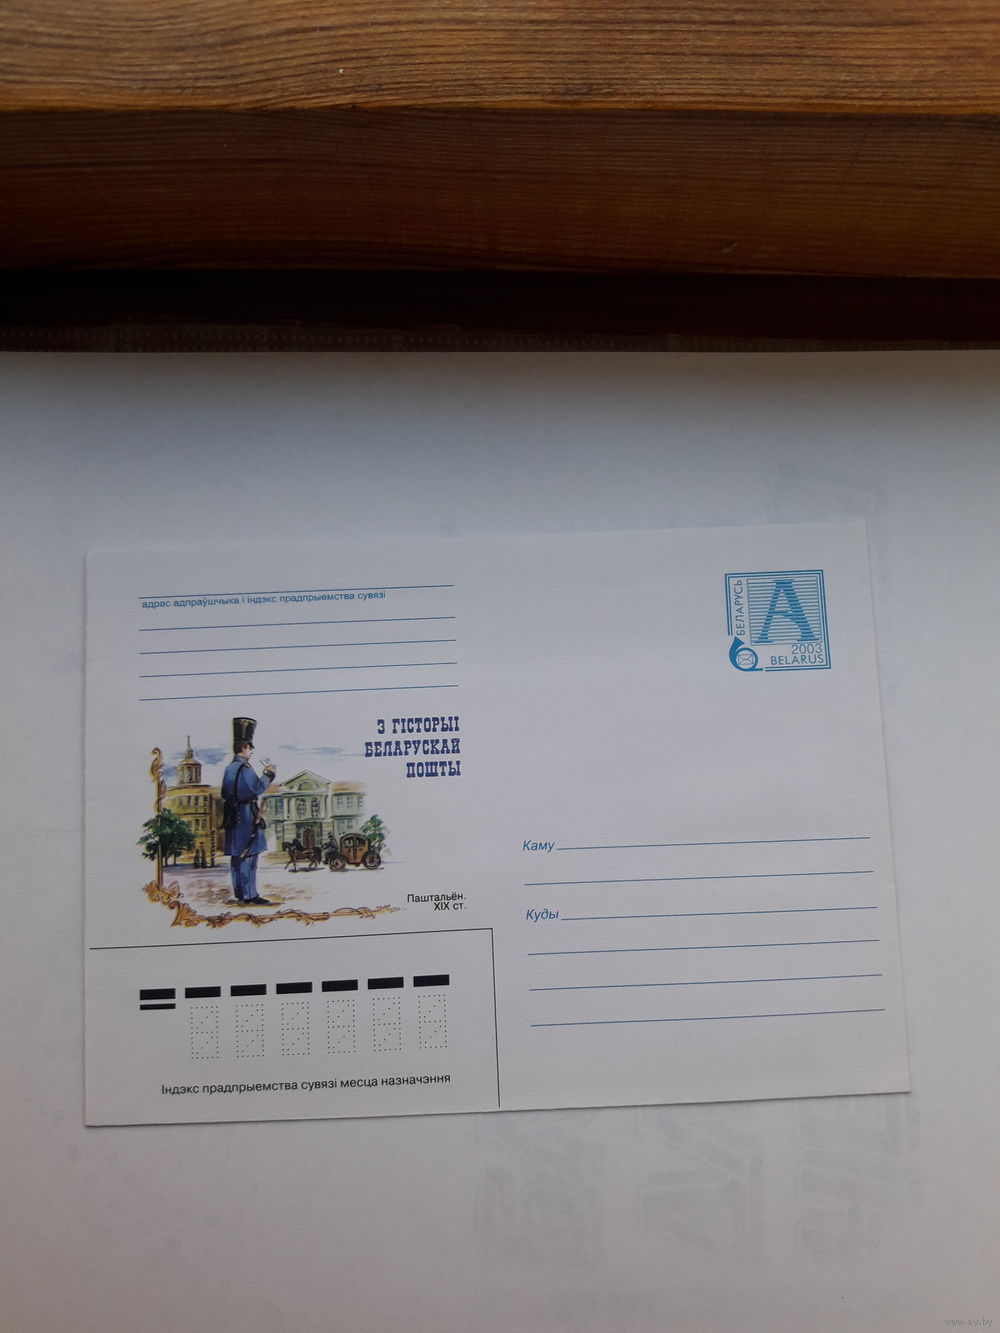 адрас адпраўшчыка і індэкс прадпрыемства сувязі
БЕЛАРУСЬ
А
2003
BELARUS
З ГІСТОРЫІ
БЕЛАРУСКАЙ
ПОШТЫ
Паштальён.
XIX ст.
Каму
Куды
Індэкс прадпрыемства сувязі месца назначэння
www.ay.by